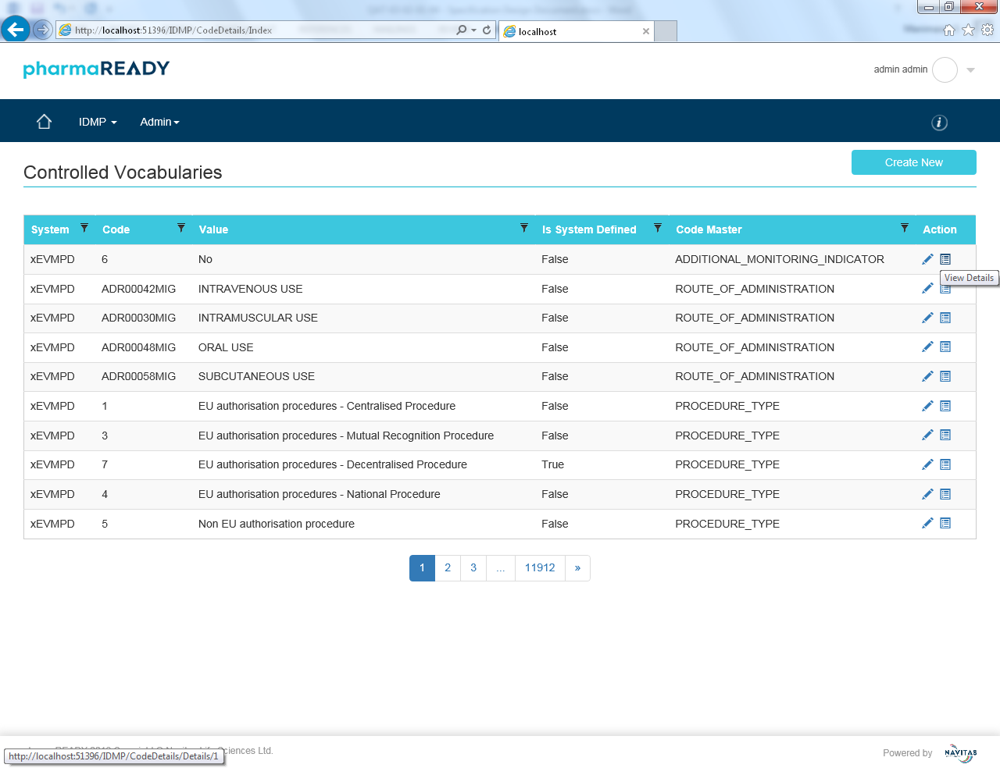 http://localhost:51396/IDMP/CodeDetails/Index
localhost
pharmaREADY
admin admin
IDMP
Admin
Controlled Vocabularies
Create New
System Code Value Is System Defined Code Master Action
xEVMPD 6 No False ADDITIONAL_MONITORING_INDICATOR
View Details
xEVMPD ADR00042MIG INTRAVENOUS USE False ROUTE_OF_ADMINISTRATION
xEVMPD ADR00030MIG INTRAMUSCULAR USE False ROUTE_OF_ADMINISTRATION
xEVMPD ADR00048MIG ORAL USE False ROUTE_OF_ADMINISTRATION
xEVMPD ADR00058MIG SUBCUTANEOUS USE False ROUTE_OF_ADMINISTRATION
xEVMPD 1 EU authorisation procedures - Centralised Procedure False PROCEDURE_TYPE
xEVMPD 3 EU authorisation procedures - Mutual Recognition Procedure False PROCEDURE_TYPE
xEVMPD 7 EU authorisation procedures - Decentralised Procedure True PROCEDURE_TYPE
xEVMPD 4 EU authorisation procedures - National Procedure False PROCEDURE_TYPE
xEVMPD 5 Non EU authorisation procedure False PROCEDURE_TYPE
1 2 3 ... 11912 »
Sciences Ltd.
http://localhost:51396/IDMP/CodeDetails/Details/1
Powered by NAVITAS